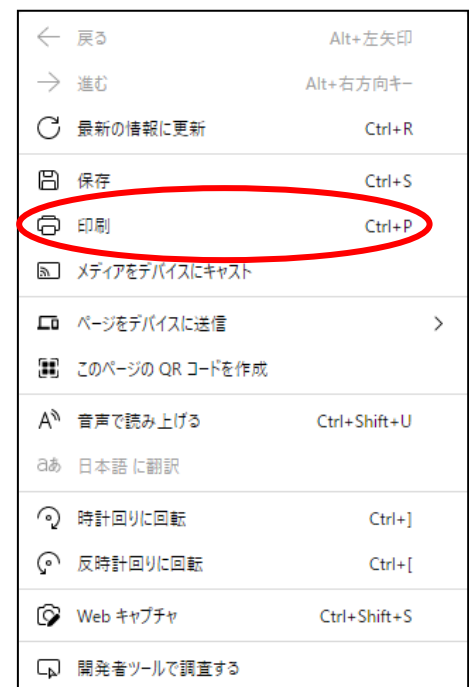 戻る Alt+左矢印
進む Alt+右方向キー
最新の情報に更新 Ctrl+R
保存 Ctrl+S
印刷 Ctrl+P
メディアをデバイスにキャスト
ページをデバイスに送信
このページの QR コードを作成
A 音声で読み上げる Ctrl+Shift+U
aあ 日本語 に翻訳
時計回りに回転 Ctrl+]
反時計回りに回転 Ctrl+[
Web キャプチャ Ctrl+Shift+S
開発者ツールで調査する